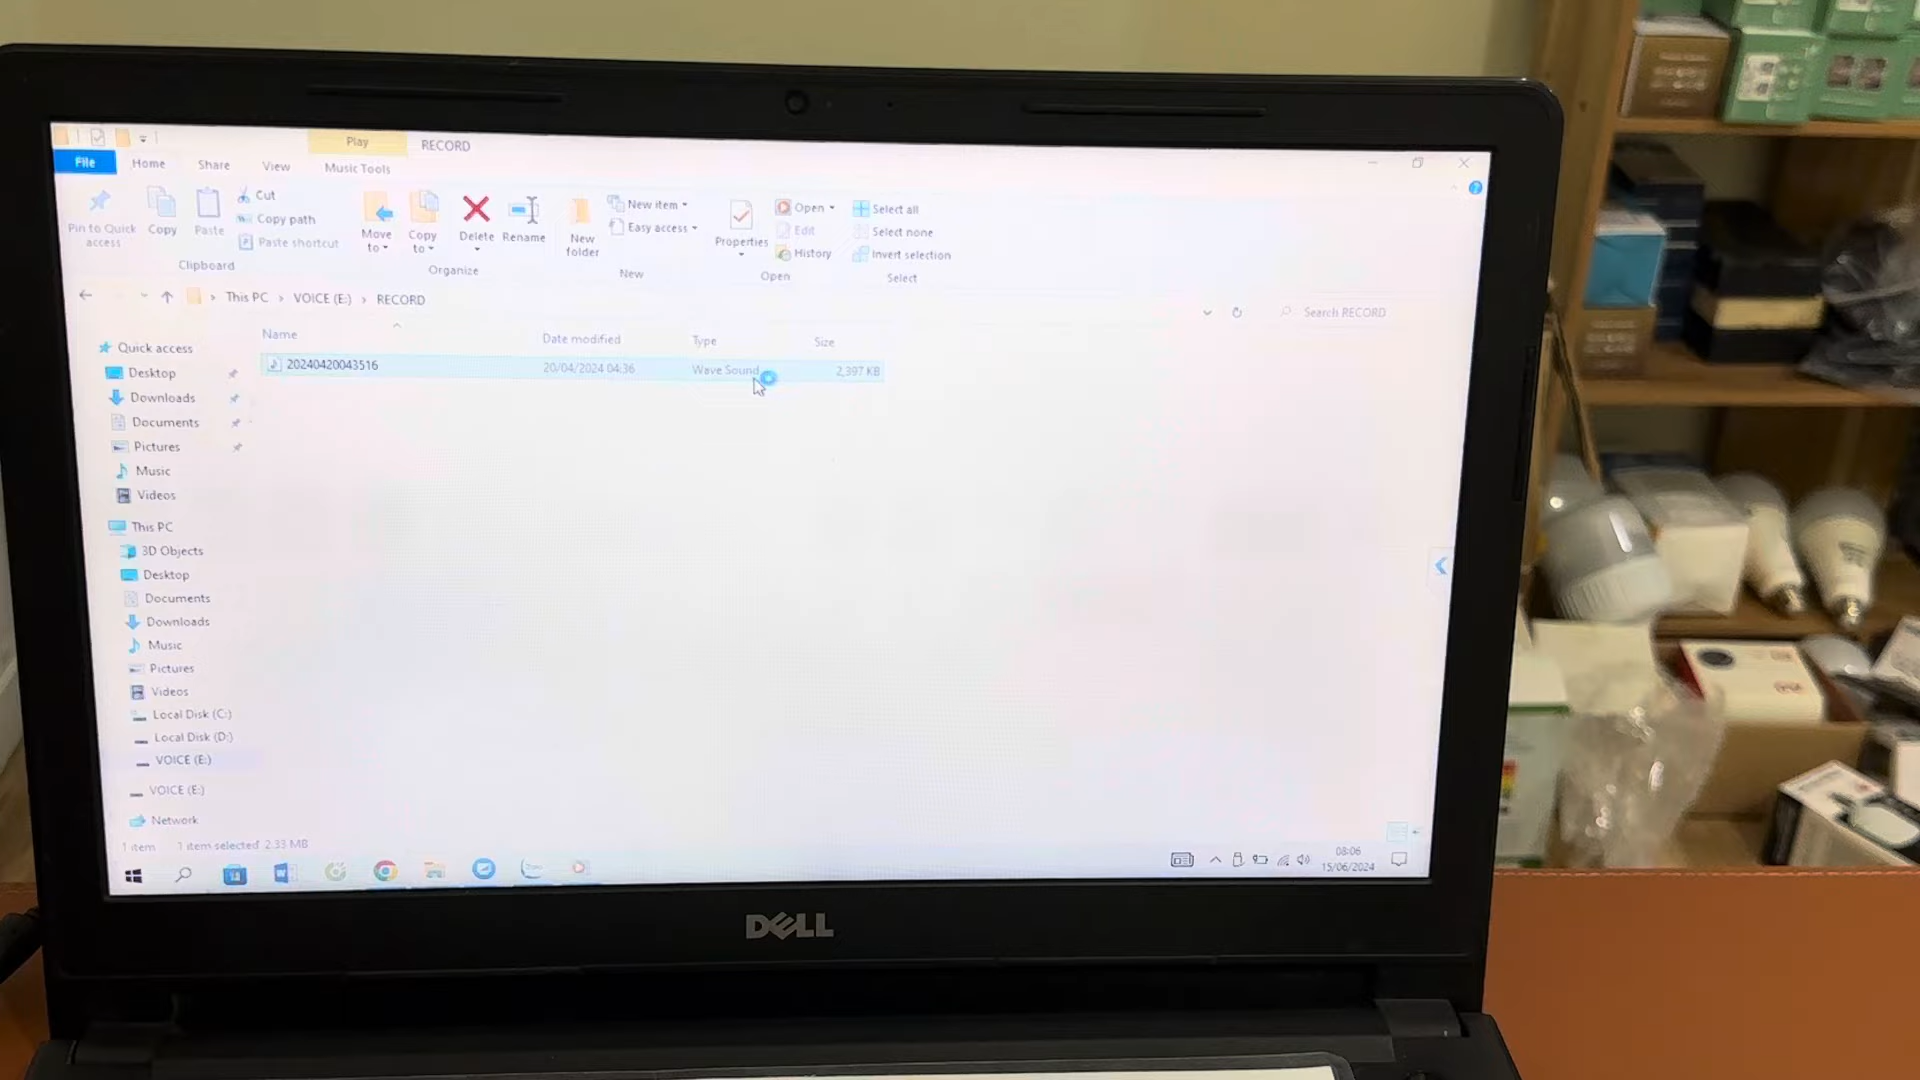 Play
RECORD
File
Home
Share
View
Music Tools
Pin to Quick
access
Copy
Paste
Cut
Copy path
Paste shortcut
Clipboard
Move
to
Copy
to
Delete
Rename
Organize
New
folder
New item
Easy access
New
Properties
Open
Edit
History
Open
Select all
Select none
Invert selection
Select
This PC > VOICE (E:) > RECORD
Search RECORD
Name
Date modified
Type
Size
20240420043516
20/04/2024 04:36
Wave Sound
2,397 KB
Quick access
Desktop
Downloads
Documents
Pictures
Music
Videos
This PC
3D Objects
Desktop
Documents
Downloads
Music
Pictures
Videos
Local Disk (C:)
Local Disk (D:)
VOICE (E:)
VOICE (E:)
Network
1 item
1 item selected 2.33 MB
08:06
15/06/2024
DELL